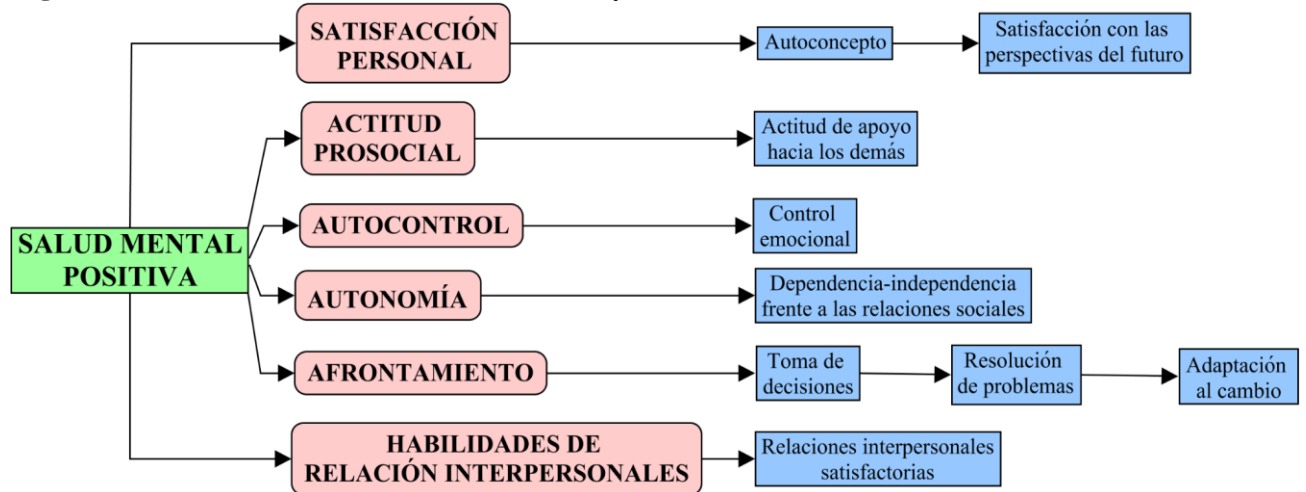 SATISFACCIÓN
PERSONAL
Autoconcepto
Satisfacción con las
perspectivas del futuro
ACTITUD
PROSOCIAL
Actitud de apoyo
hacia los demás
SALUD MENTAL
POSITIVA
AUTOCONTROL
Control
emocional
AUTONOMÍA
Dependencia-independencia
frente a las relaciones sociales
AFRONTAMIENTO
Toma de
decisiones
Resolución
de problemas
Adaptación
al cambio
HABILIDADES DE
RELACIÓN INTERPERSONALES
Relaciones interpersonales
satisfactorias